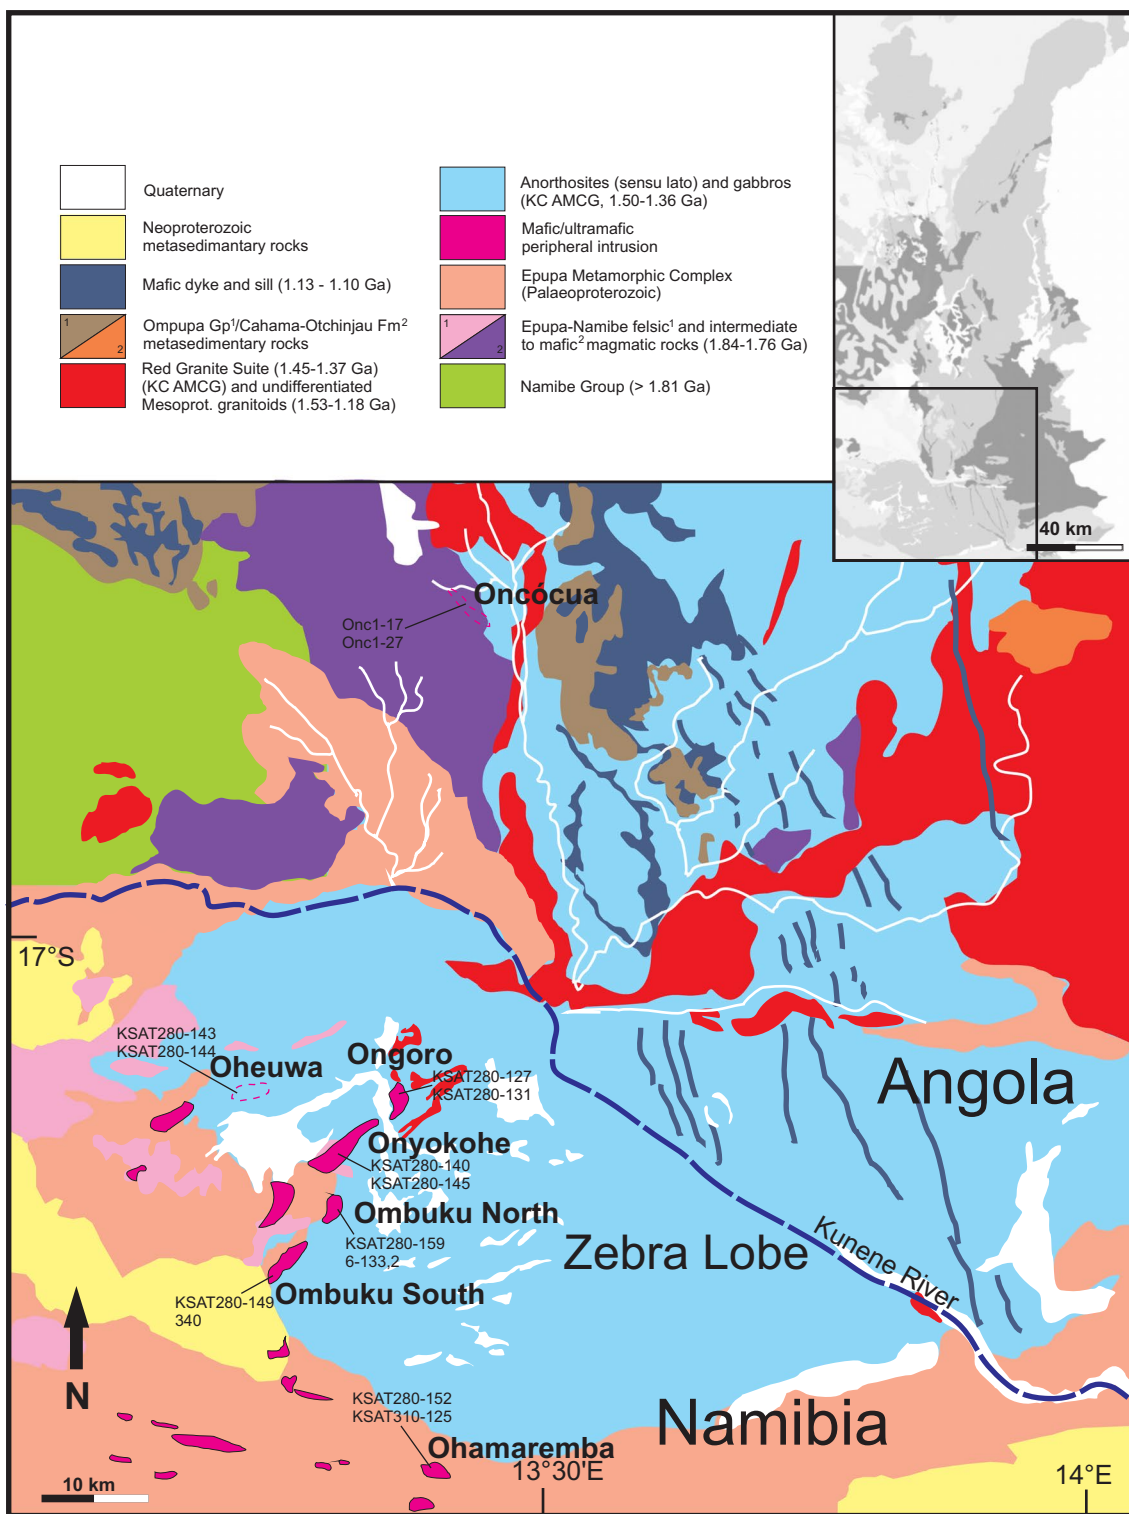 Quaternary
Neoproterozoic
metasedimantary rocks
Mafic dyke and sill (1.13 - 1.10 Ga)
1
2
Ompupa Gp¹/Cahama-Otchinjau Fm²
metasedimentary rocks
Red Granite Suite (1.45-1.37 Ga)
(KC AMCG) and undifferentiated
Mesoprot. granitoids (1.53-1.18 Ga)
Anorthosites (sensu lato) and gabbros
(KC AMCG, 1.50-1.36 Ga)
Mafic/ultramafic
peripheral intrusion
Epupa Metamorphic Complex
(Palaeoproterozoic)
1
2
Epupa-Namibe felsic¹ and intermediate
to mafic² magmatic rocks (1.84-1.76 Ga)
Namibe Group (> 1.81 Ga)
40 km
Oncócua
Onc1-17
Onc1-27
17°S
KSAT280-143
KSAT280-144
Oheuwa
Ongoro
KSAT280-127
KSAT280-131
Angola
Onyokohe
KSAT280-140
KSAT280-145
Ombuku North
KSAT280-159
6-133,2
Zebra Lobe
Kunene River
Ombuku South
KSAT280-149
340
N
KSAT280-152
KSAT310-125
Namibia
Ohamaremba
13°30'E
14°E
10 km